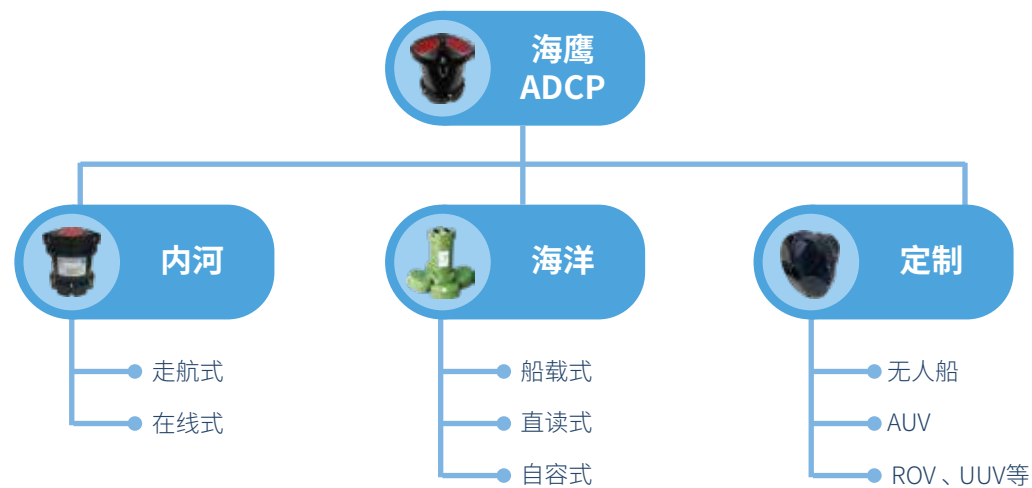 海鹰
ADCP
内河
海洋
定制
走航式
在线式
船载式
直读式
自容式
无人船
AUV
ROV、UUV等